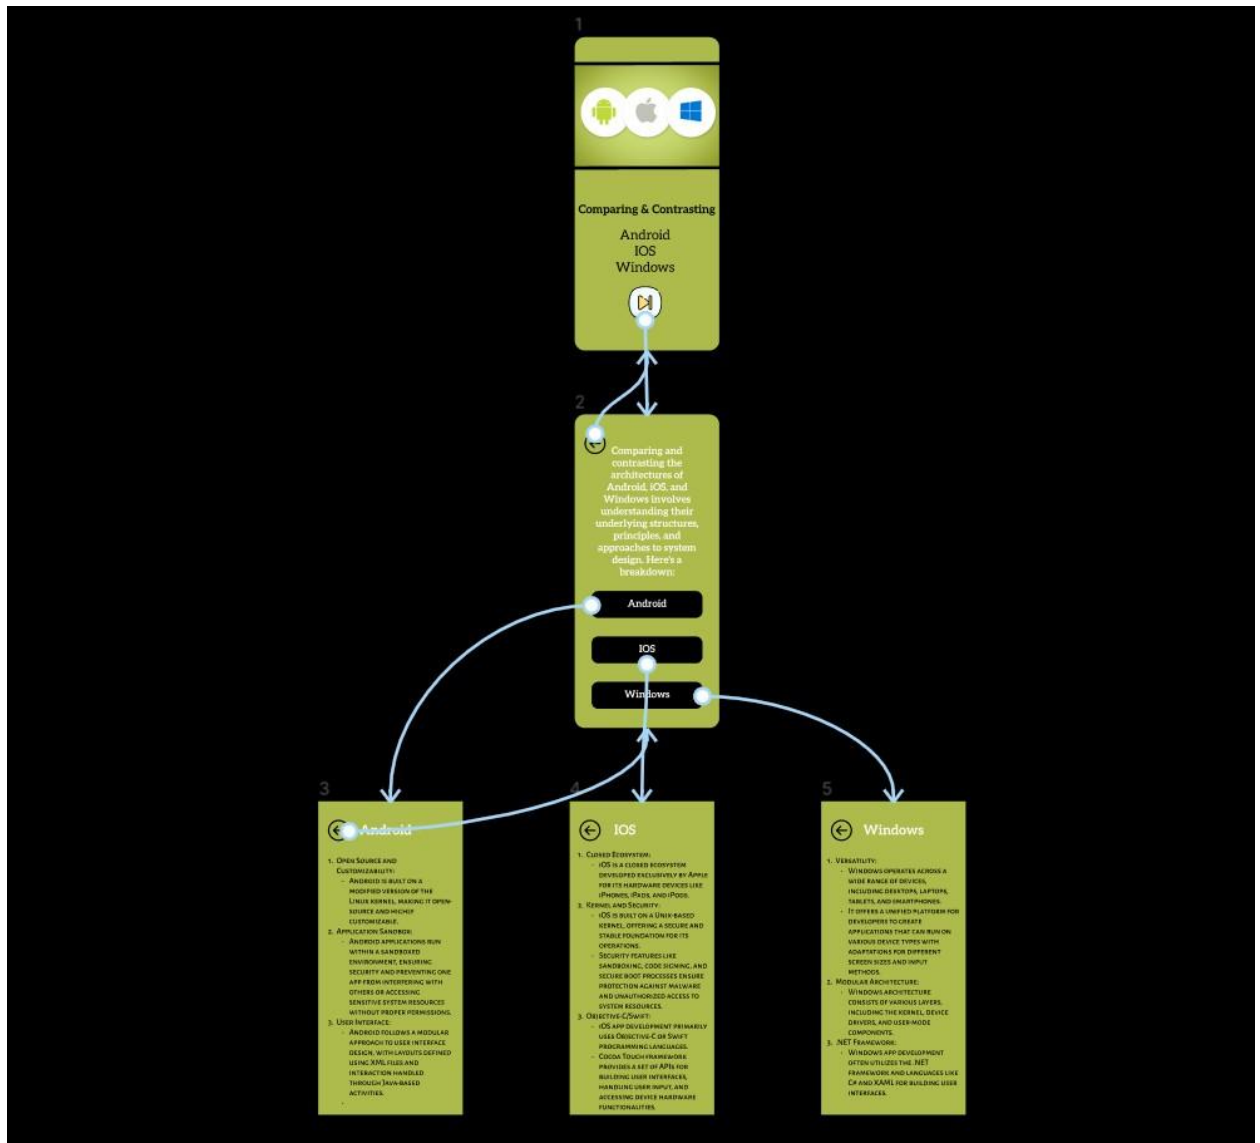 1
Comparing & Contrasting
Android
IOS
Windows
2
Comparing and
contrasting the
architectures of
Android, iOS, and
Windows involves
understanding their
underlying structures,
principles, and
approaches to system
design. Here's a
breakdown:
Android
IOS
Windows
3
Android
1. Open Source and
Customizability:
- Android is built on a
modified version of the
Linux kernel, making it open-
source and highly
customizable.
2. Application Sandbox:
- Android applications run
within a sandboxed
environment, ensuring
security and preventing one
app from interfering with
others or accessing
sensitive system resources
without proper permissions.
3. User Interface:
- Android follows a modular
approach to user interface
design, with layouts defined
using XML files and
interaction handled
through Java-based
activities.
-
4
IOS
1. Closed Ecosystem:
- iOS is a closed ecosystem
developed exclusively by Apple
for its hardware devices like
iPhones, iPads, and iPods.
2. Kernel and Security:
- iOS is built on a Unix-based
kernel, offering a secure and
stable foundation for its
operations.
- Security features like
sandboxing, code signing, and
secure boot processes ensure
protection against malware
and unauthorized access to
system resources.
3. Objective-C/Swift:
- iOS app development primarily
uses Objective-C or Swift
programming languages.
- Cocoa Touch framework
provides a set of APIs for
building user interfaces,
handling user input, and
accessing device hardware
functionalities.
5
Windows
1. Versatility:
- Windows operates across a
wide range of devices,
including desktops, laptops,
tablets, and smartphones.
- It offers a unified platform for
developers to create
applications that can run on
various device types with
adaptations for different
screen sizes and input
methods.
2. Modular Architecture:
- Windows architecture
consists of various layers,
including the kernel, device
drivers, and user-mode
components.
3. .NET Framework:
- Windows app development
often utilizes the .NET
framework and languages like
C# and XAML for building user
interfaces.